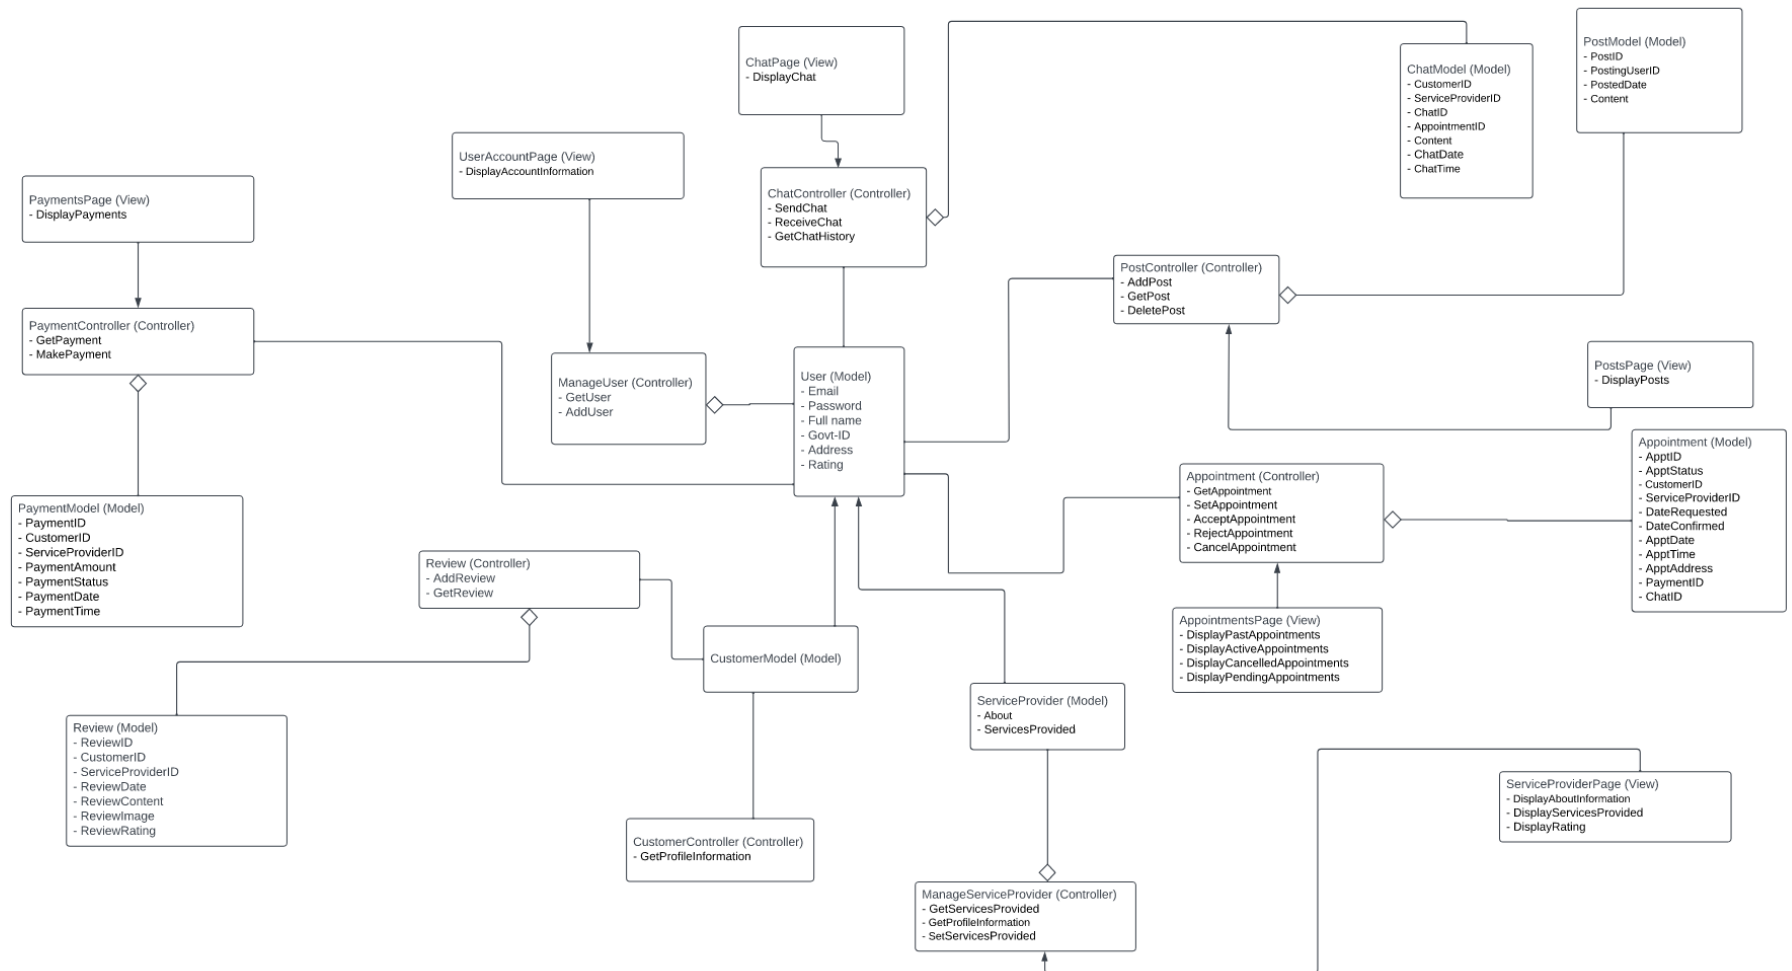 ChatPage (View)
- DisplayChat
ChatModel (Model)
- CustomerID
- ServiceProviderID
- ChatID
- AppointmentID
- Content
- ChatDate
- ChatTime
PostModel (Model)
- PostID
- PostingUserID
- PostedDate
- Content
UserAccountPage (View)
- DisplayAccountInformation
PaymentsPage (View)
- DisplayPayments
ChatController (Controller)
- SendChat
- ReceiveChat
- GetChatHistory
PostController (Controller)
- AddPost
- GetPost
- DeletePost
PaymentController (Controller)
- GetPayment
- MakePayment
ManageUser (Controller)
- GetUser
- AddUser
User (Model)
- Email
- Password
- Full name
- Govt-ID
- Address
- Rating
PostsPage (View)
- DisplayPosts
Appointment (Controller)
- GetAppointment
- SetAppointment
- AcceptAppointment
- RejectAppointment
- CancelAppointment
Appointment (Model)
- ApptID
- ApptStatus
- CustomerID
- ServiceProviderID
- DateRequested
- DateConfirmed
- ApptDate
- ApptTime
- ApptAddress
- PaymentID
- ChatID
PaymentModel (Model)
- PaymentID
- CustomerID
- ServiceProviderID
- PaymentAmount
- PaymentStatus
- PaymentDate
- PaymentTime
Review (Controller)
- AddReview
- GetReview
AppointmentsPage (View)
- DisplayPastAppointments
- DisplayActiveAppointments
- DisplayCancelledAppointments
- DisplayPendingAppointments
CustomerModel (Model)
ServiceProvider (Model)
- About
- ServicesProvided
Review (Model)
- ReviewID
- CustomerID
- ServiceProviderID
- ReviewDate
- ReviewContent
- ReviewImage
- ReviewRating
ServiceProviderPage (View)
- DisplayAboutInformation
- DisplayServicesProvided
- DisplayRating
CustomerController (Controller)
- GetProfileInformation
ManageServiceProvider (Controller)
- GetServicesProvided
- GetProfileInformation
- SetServicesProvided